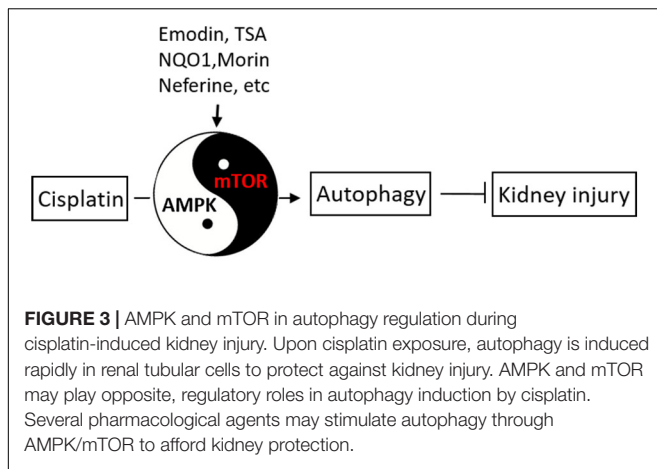 Emodin, TSA
NQO1,Morin
Neferine, etc
mTOR
Cisplatin
AMPK
Autophagy
Kidney injury
FIGURE 3 | AMPK and mTOR in autophagy regulation during
cisplatin-induced kidney injury. Upon cisplatin exposure, autophagy is induced
rapidly in renal tubular cells to protect against kidney injury. AMPK and mTOR
may play opposite, regulatory roles in autophagy induction by cisplatin.
Several pharmacological agents may stimulate autophagy through
AMPK/mTOR to afford kidney protection.